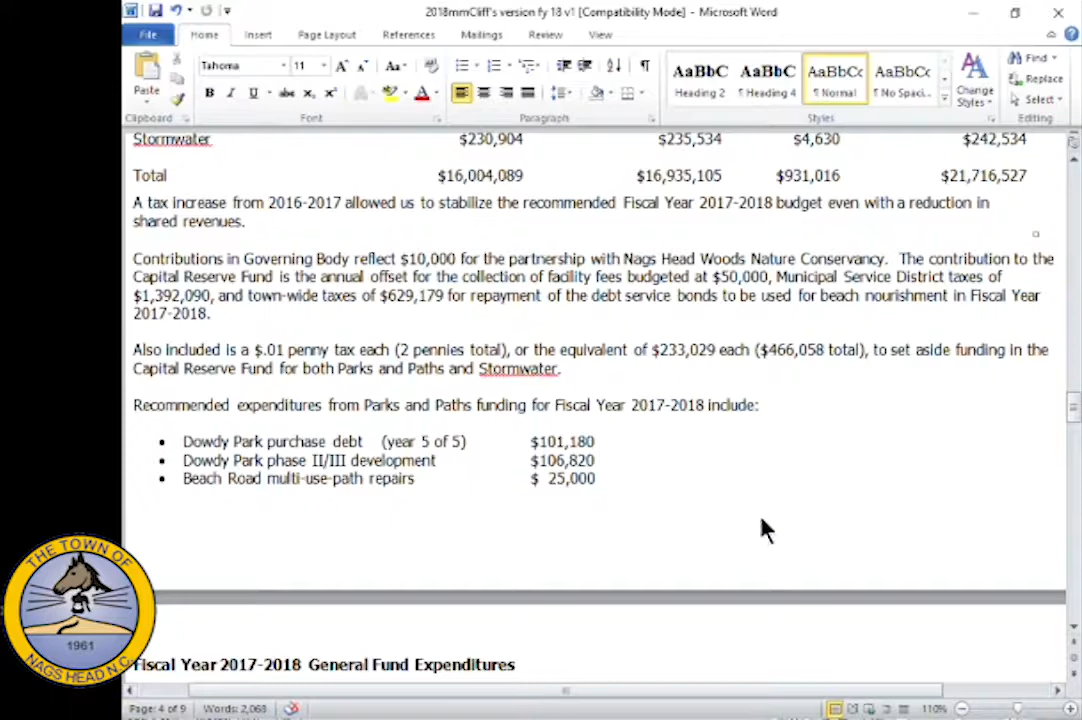 2018mmCliff's version fy 18 v1 [Compatibility Mode] - Microsoft Word
File Home Insert Page Layout References Mailings Review View
Paste
Tahoma 11
AaBbC AaBbC AaBbCc AaBbCc
Heading 2 ¶ Heading 4 ¶ Normal ¶ No Spaci...
Change Styles
Find
Replace
Select
Clipboard Font Paragraph Styles Editing
Stormwater $230,904 $235,534 $4,630 $242,534
Total $16,004,089 $16,935,105 $931,016 $21,716,527
A tax increase from 2016-2017 allowed us to stabilize the recommended Fiscal Year 2017-2018 budget even with a reduction in
shared revenues.
Contributions in Governing Body reflect $10,000 for the partnership with Nags Head Woods Nature Conservancy. The contribution to the
Capital Reserve Fund is the annual offset for the collection of facility fees budgeted at $50,000, Municipal Service District taxes of
$1,392,090, and town-wide taxes of $629,179 for repayment of the debt service bonds to be used for beach nourishment in Fiscal Year
2017-2018.
Also included is a $.01 penny tax each (2 pennies total), or the equivalent of $233,029 each ($466,058 total), to set aside funding in the
Capital Reserve Fund for both Parks and Paths and Stormwater.
Recommended expenditures from Parks and Paths funding for Fiscal Year 2017-2018 include:
• Dowdy Park purchase debt (year 5 of 5) $101,180
• Dowdy Park phase II/III development $106,820
• Beach Road multi-use-path repairs $ 25,000
THE TOWN OF
1961
NAGS HEAD N.C.
Fiscal Year 2017-2018 General Fund Expenditures
Page: 4 of 9 Words: 2,068 110%